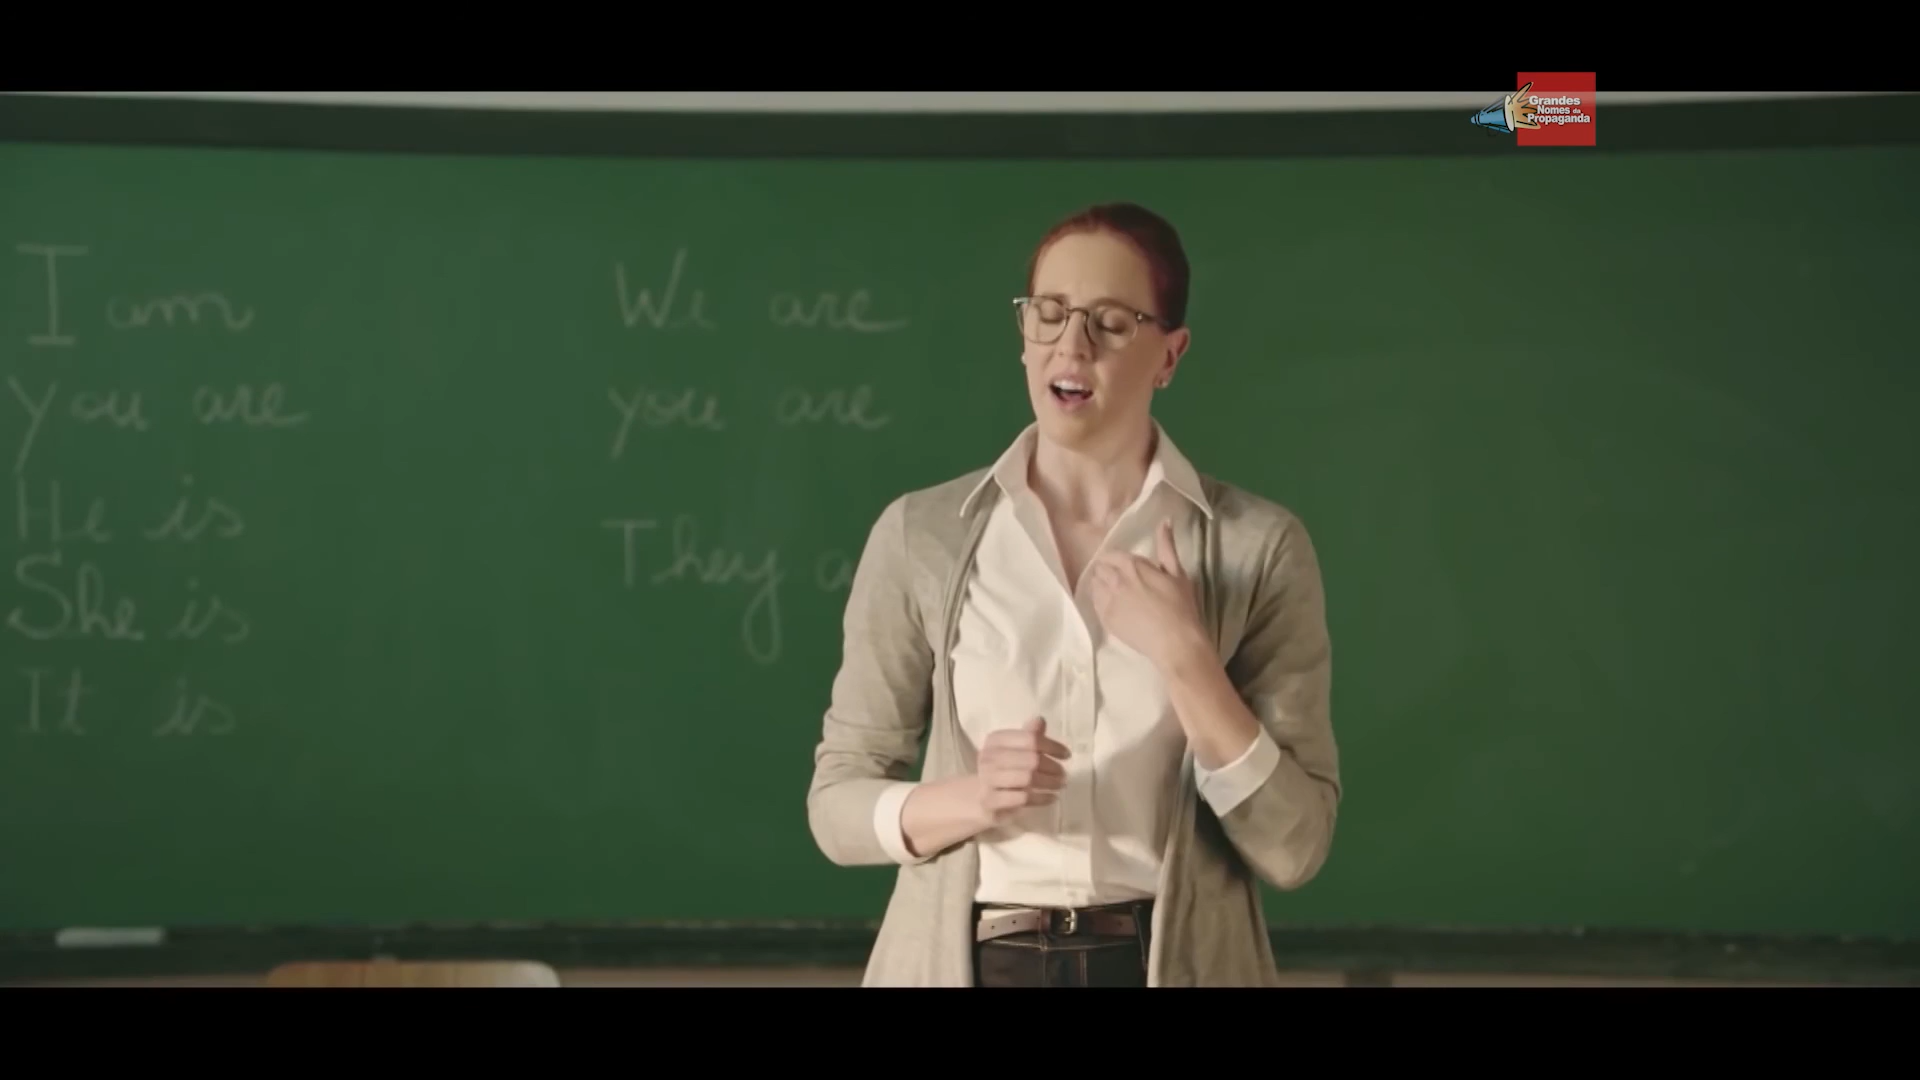 I am
You are
He is
She is
It is
We are
you are
They a
Grandes
Nomes da
Propaganda